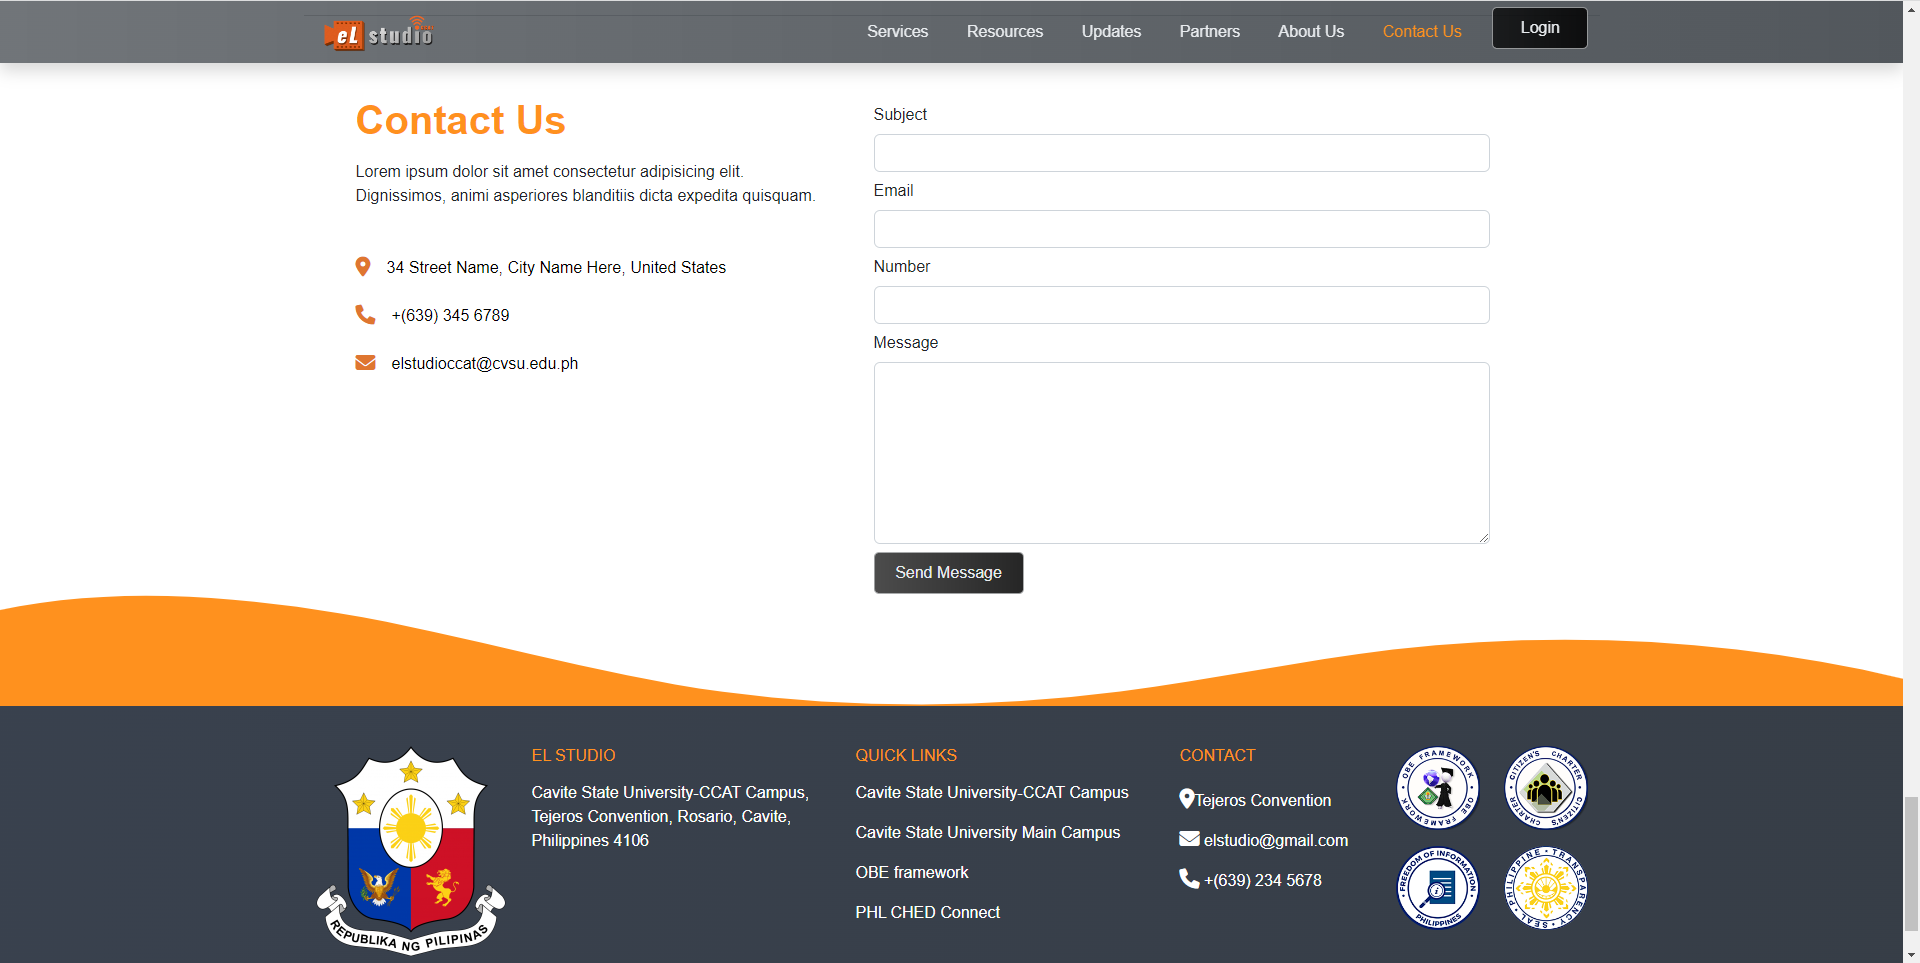 eL studio
Services
Resources
Updates
Partners
About Us
Contact Us
Login
Contact Us
Lorem ipsum dolor sit amet consectetur adipisicing elit.
Dignissimos, animi asperiores blanditiis dicta expedita quisquam.
34 Street Name, City Name Here, United States
+(639) 345 6789
elstudioccat@cvsu.edu.ph
Subject
Email
Number
Message
Send Message
REPUBLIKA NG PILIPINAS
EL STUDIO
Cavite State University-CCAT Campus,
Tejeros Convention, Rosario, Cavite,
Philippines 4106
QUICK LINKS
Cavite State University-CCAT Campus
Cavite State University Main Campus
OBE framework
PHL CHED Connect
CONTACT
Tejeros Convention
elstudio@gmail.com
+(639) 234 5678
OBE FRAMEWORK • OBE FRAMEWORK •
CITIZEN'S CHARTER • CITIZEN'S CHARTER •
• FREEDOM OF INFORMATION •
PHILIPPINES
PHILIPPINE • TRANSPARENCY SEAL •